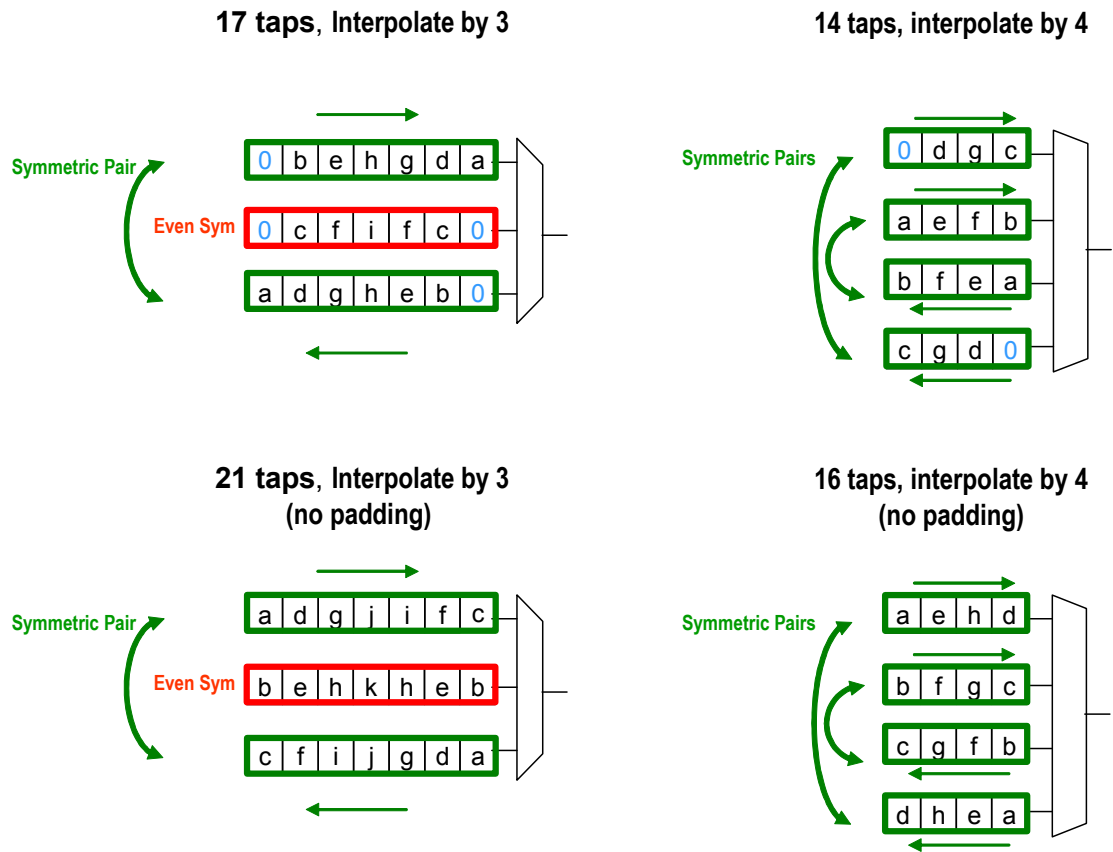 17 taps, Interpolate by 3
Symmetric Pair
0 b e h g d a
Even Sym
0 c f i f c 0
a d g h e b 0
14 taps, interpolate by 4
Symmetric Pairs
0 d g c
a e f b
b f e a
c g d 0
21 taps, Interpolate by 3
(no padding)
Symmetric Pair
a d g j i f c
Even Sym
b e h k h e b
c f i j g d a
16 taps, interpolate by 4
(no padding)
Symmetric Pairs
a e h d
b f g c
c g f b
d h e a